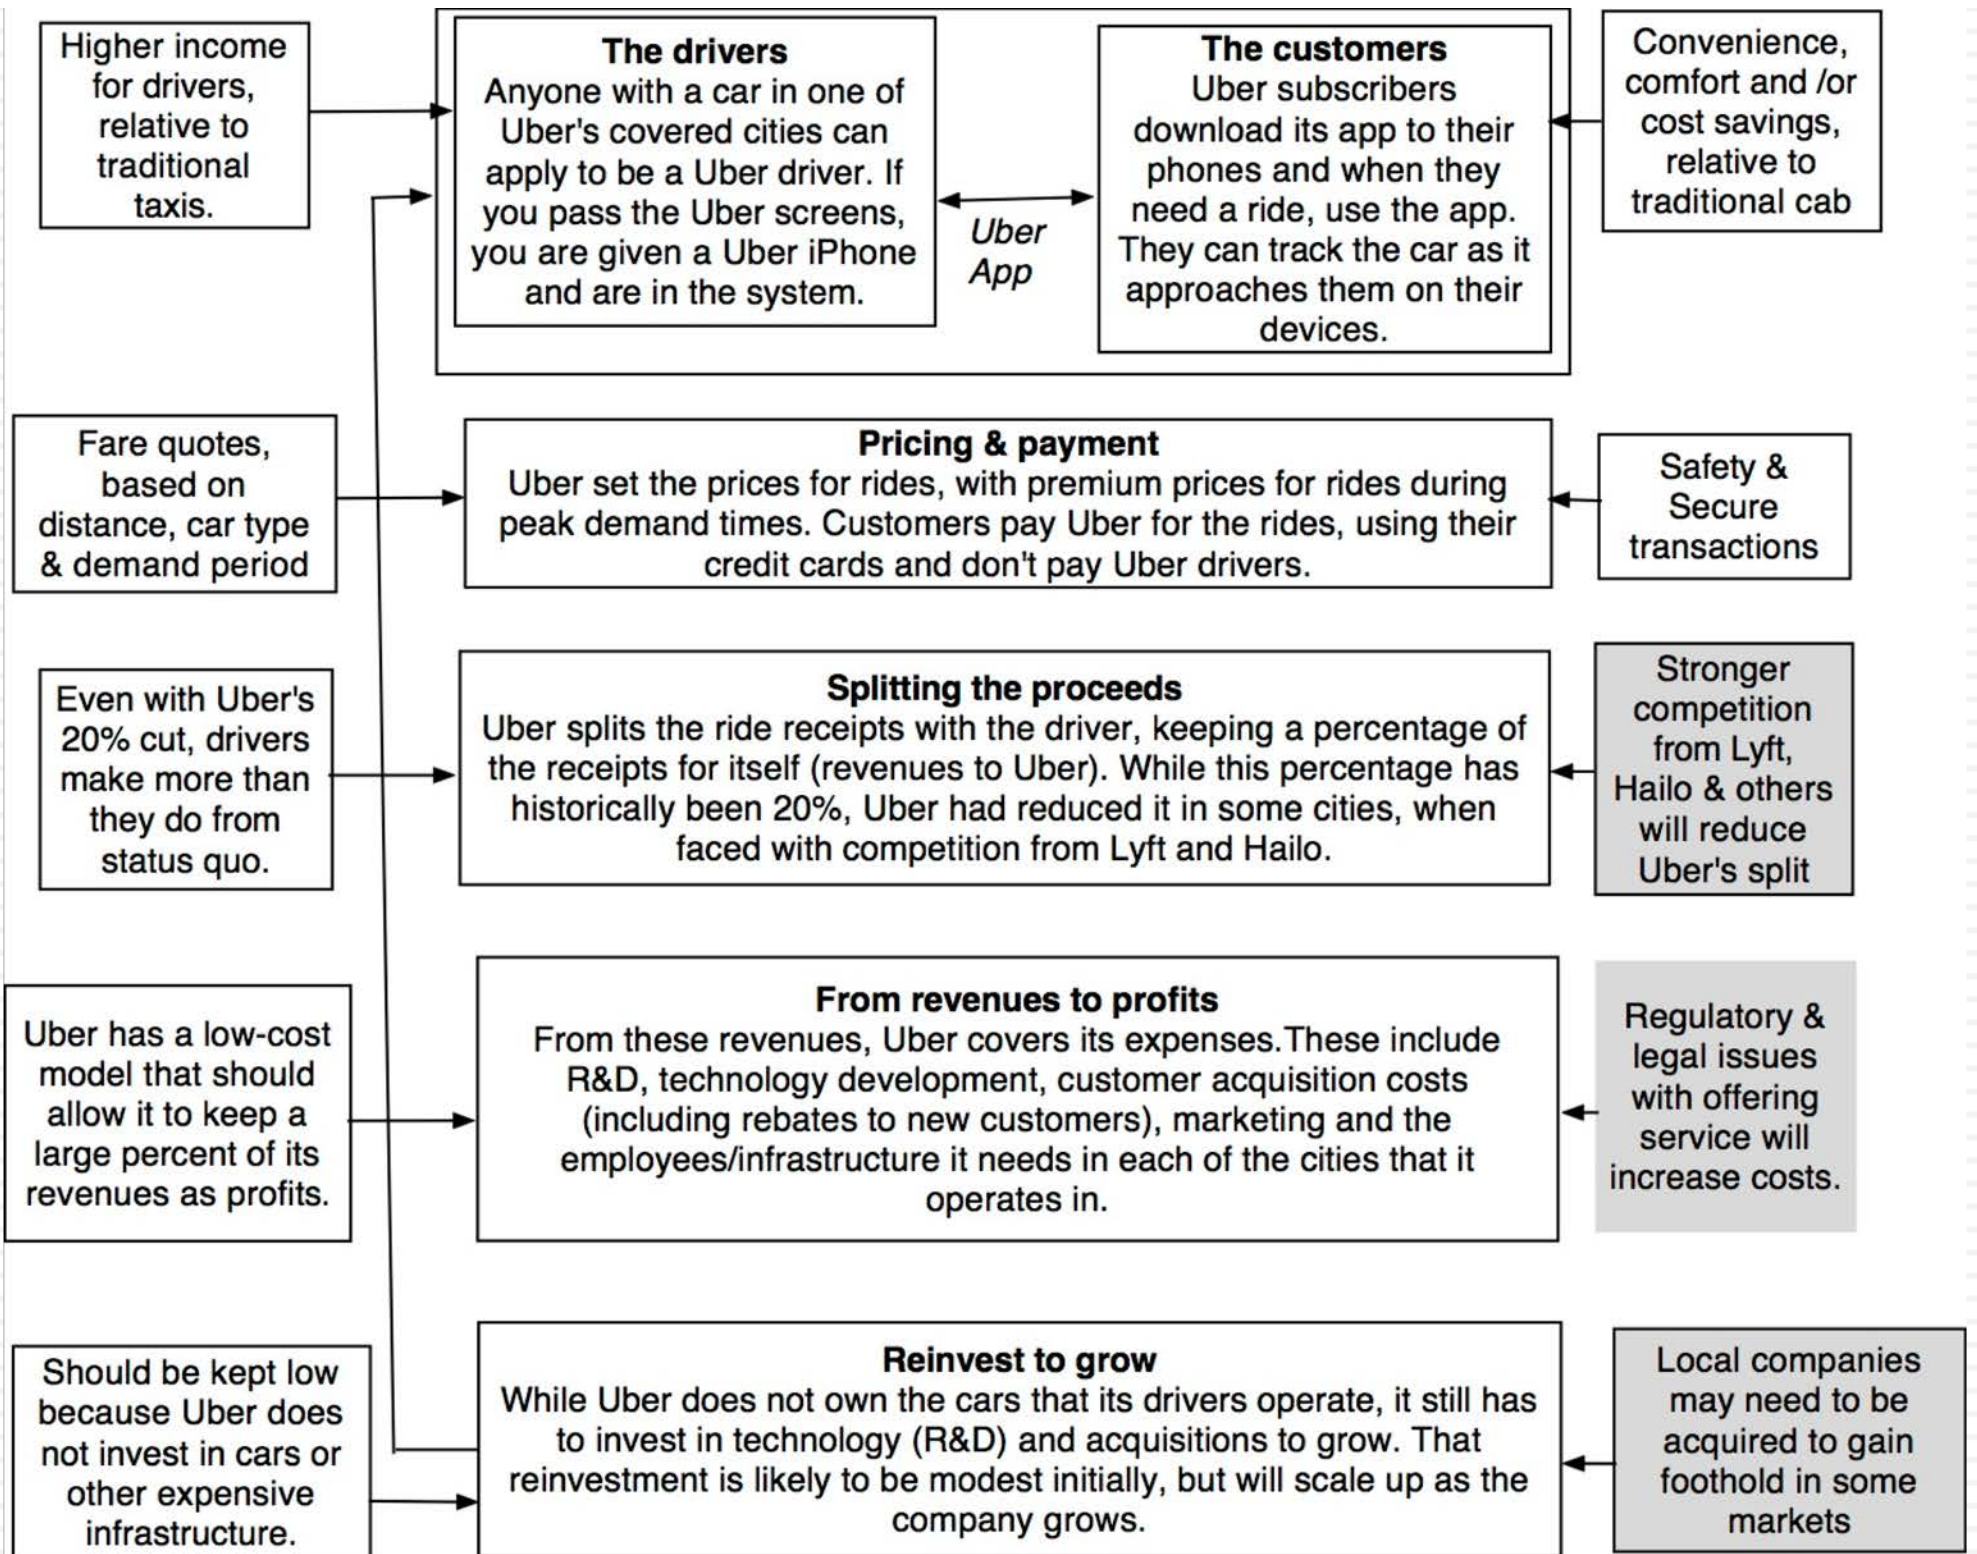 Higher income
for drivers,
relative to
traditional
taxis.
The drivers
Anyone with a car in one of
Uber's covered cities can
apply to be a Uber driver. If
you pass the Uber screens,
you are given a Uber iPhone
and are in the system.
Uber
App
The customers
Uber subscribers
download its app to their
phones and when they
need a ride, use the app.
They can track the car as it
approaches them on their
devices.
Convenience,
comfort and /or
cost savings,
relative to
traditional cab
Fare quotes,
based on
distance, car type
& demand period
Pricing & payment
Uber set the prices for rides, with premium prices for rides during
peak demand times. Customers pay Uber for the rides, using their
credit cards and don't pay Uber drivers.
Safety &
Secure
transactions
Even with Uber's
20% cut, drivers
make more than
they do from
status quo.
Splitting the proceeds
Uber splits the ride receipts with the driver, keeping a percentage of
the receipts for itself (revenues to Uber). While this percentage has
historically been 20%, Uber had reduced it in some cities, when
faced with competition from Lyft and Hailo.
Stronger
competition
from Lyft,
Hailo & others
will reduce
Uber's split
Uber has a low-cost
model that should
allow it to keep a
large percent of its
revenues as profits.
From revenues to profits
From these revenues, Uber covers its expenses.These include
R&D, technology development, customer acquisition costs
(including rebates to new customers), marketing and the
employees/infrastructure it needs in each of the cities that it
operates in.
Regulatory &
legal issues
with offering
service will
increase costs.
Should be kept low
because Uber does
not invest in cars or
other expensive
infrastructure.
Reinvest to grow
While Uber does not own the cars that its drivers operate, it still has
to invest in technology (R&D) and acquisitions to grow. That
reinvestment is likely to be modest initially, but will scale up as the
company grows.
Local companies
may need to be
acquired to gain
foothold in some
markets